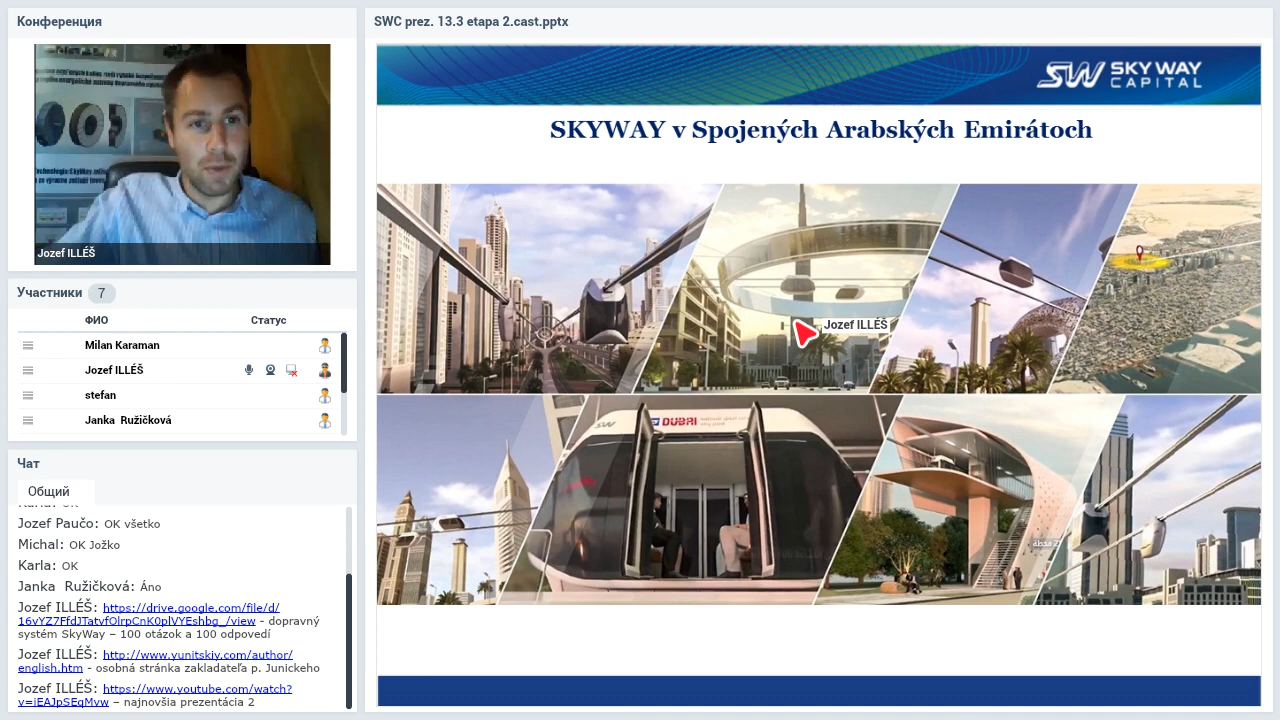 Конференция
Jozef ILLÉŠ
Участники 7
ФИО Статус
Milan Karaman
Jozef ILLÉŠ
stefan
Janka Ružičková
Чат
Общий
Jozef Paučo: OK všetko
Michal: OK Jožko
Karla: OK
Janka Ružičková: Áno
Jozef ILLÉŠ: https://drive.google.com/file/d/
16vYZ7FfdJTatvfOlrpCnK0plVYEshbg_/view - dopravný
systém SkyWay – 100 otázok a 100 odpovedí
Jozef ILLÉŠ: http://www.yunitskiy.com/author/
english.htm - osobná stránka zakladateľa p. Junickeho
Jozef ILLÉŠ: https://www.youtube.com/watch?
v=iEAJpSEqMvw – najnovšia prezentácia 2
SWC prez. 13.3 etapa 2.cast.pptx
SW SKY WAY
CAPITAL
SKYWAY v Spojených Arabských Emirátoch
Jozef ILLÉŠ
DUBAI
SW